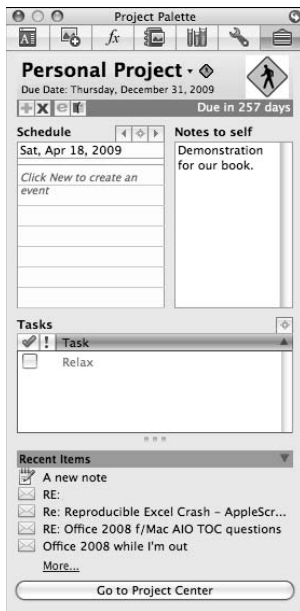 Project Palette
Personal Project
Due Date: Thursday, December 31, 2009
Due in 257 days
Schedule
Sat, Apr 18, 2009
Click New to create an
event
Notes to self
Demonstration
for our book.
Tasks
! Task
Relax
Recent Items
A new note
RE:
Re: Reproducible Excel Crash – AppleScr...
RE: Office 2008 f/Mac AIO TOC questions
Office 2008 while I'm out
More...
Go to Project Center